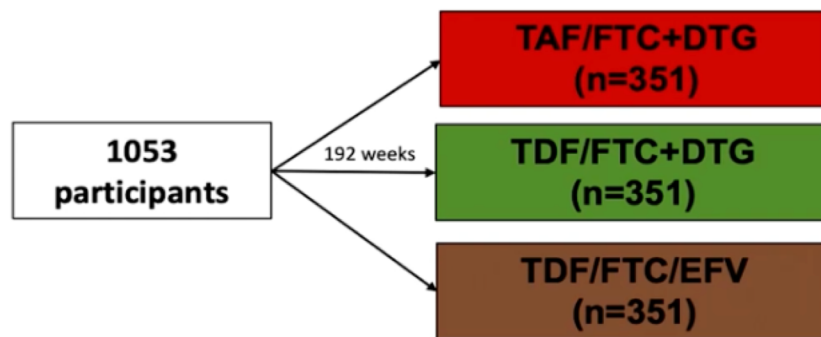 TAF/FTC+DTG
(n=351)
1053
participants
192 weeks
TDF/FTC+DTG
(n=351)
TDF/FTC/EFV
(n=351)